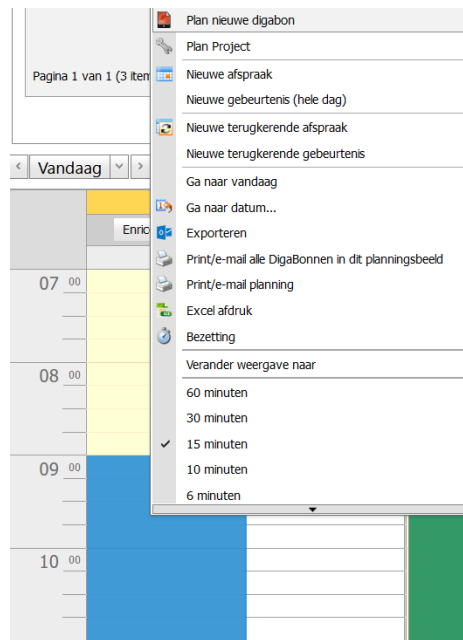 Plan nieuwe digabon
Plan Project
Pagina 1 van 1 (3 item
Nieuwe afspraak
Nieuwe gebeurtenis (hele dag)
Nieuwe terugkerende afspraak
Nieuwe terugkerende gebeurtenis
Vandaag
Ga naar vandaag
Ga naar datum...
Enric
Exporteren
Print/e-mail alle DigaBonnen in dit planningsbeeld
07 00
Print/e-mail planning
Excel afdruk
Bezetting
Verander weergave naar
08 00
60 minuten
30 minuten
15 minuten
09 00
10 minuten
6 minuten
10 00